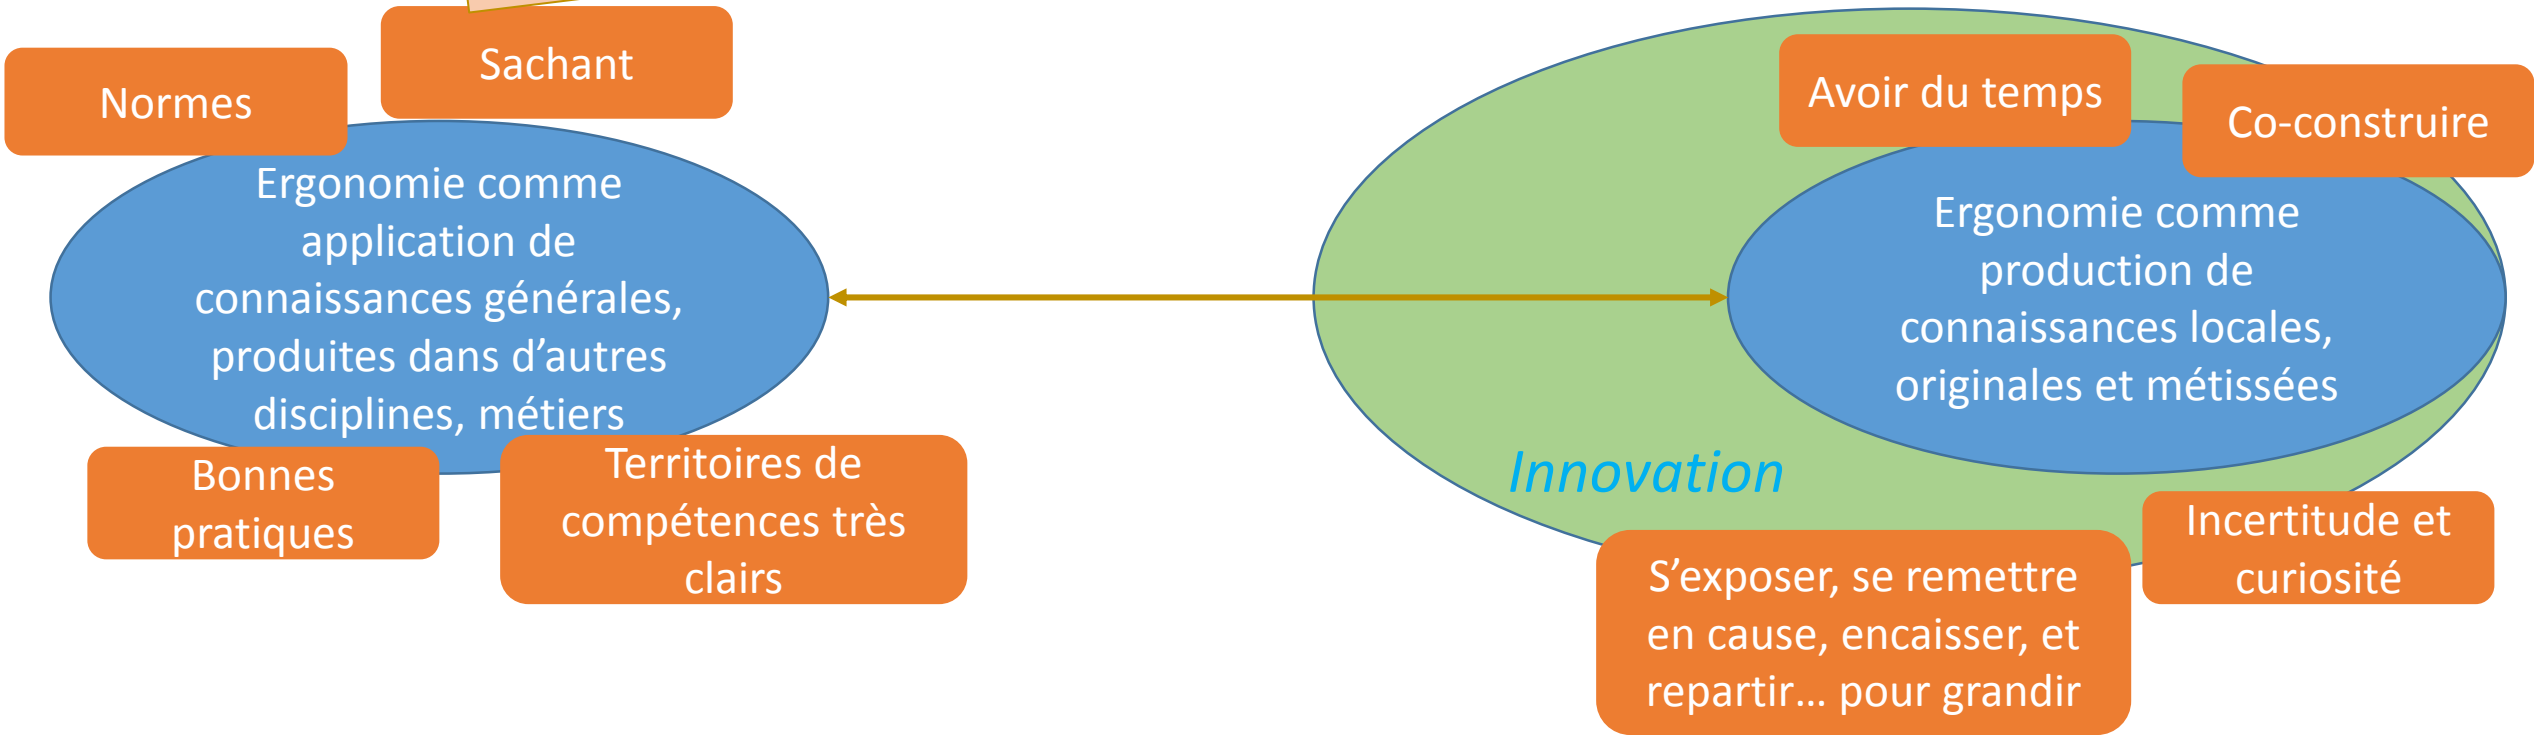 Normes
Sachant
Ergonomie comme
application de
connaissances générales,
produites dans d’autres
disciplines, métiers
Bonnes
pratiques
Territoires de
compétences très
clairs
Avoir du temps
Co-construire
Ergonomie comme
production de
connaissances locales,
originales et métissées
Innovation
Incertitude et
curiosité
S’exposer, se remettre
en cause, encaisser, et
repartir… pour grandir